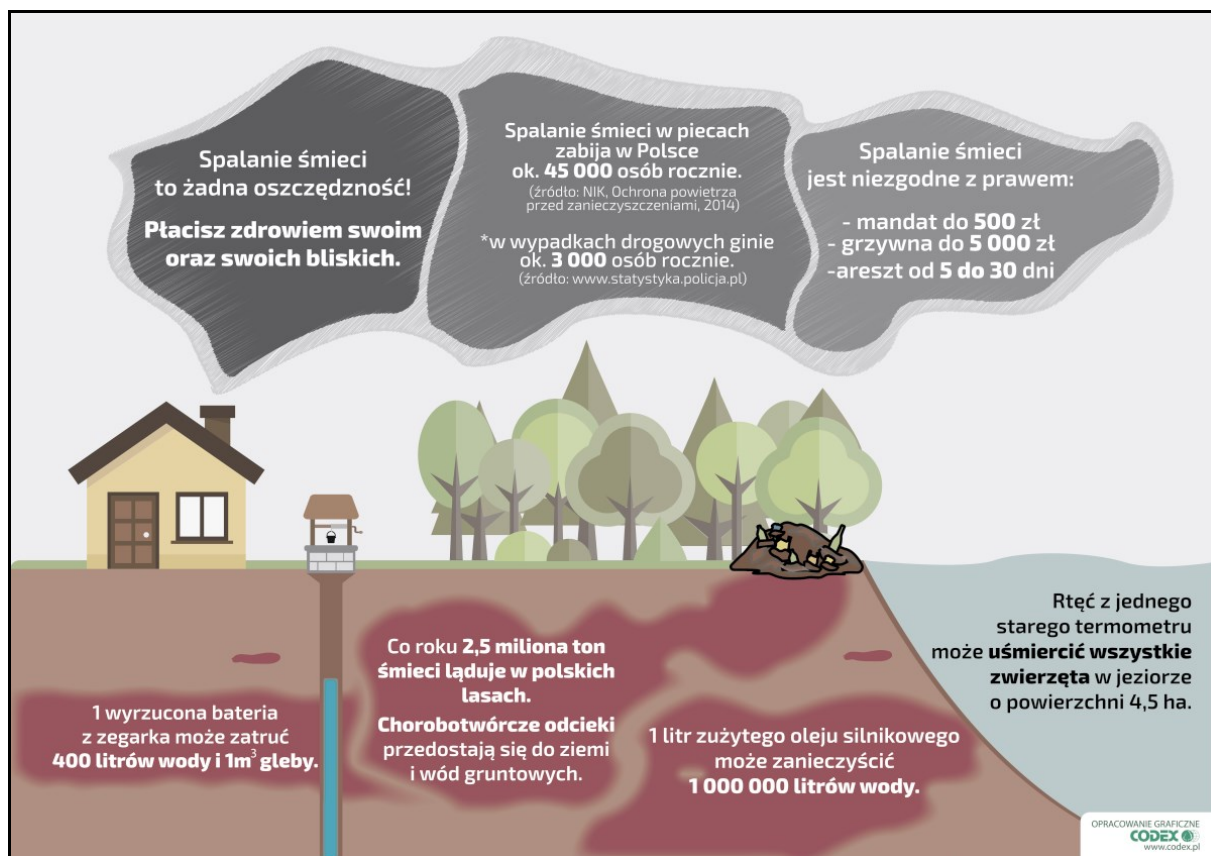 Spalanie śmieci
to żadna oszczędność!
Płacisz zdrowiem swoim
oraz swoich bliskich.
Spalanie śmieci w piecach
zabija w Polsce
ok. 45 000 osób rocznie.
(źródło: NIK, Ochrona powietrza
przed zanieczyszczeniami, 2014)
*w wypadkach drogowych ginie
ok. 3 000 osób rocznie.
(źródło: www.statystyka.policja.pl)
Spalanie śmieci
jest niezgodne z prawem:
- mandat do 500 zł
- grzywna do 5 000 zł
-areszt od 5 do 30 dni
1 wyrzucona bateria
z zegarka może zatruć
400 litrów wody i 1m³ gleby.
Co roku 2,5 miliona ton
śmieci ląduje w polskich
lasach.
Chorobotwórcze odcieki
przedostają się do ziemi
i wód gruntowych.
1 litr zużytego oleju silnikowego
może zanieczyścić
1 000 000 litrów wody.
Rtęć z jednego
starego termometru
może uśmiercić wszystkie
zwierzęta w jeziorze
o powierzchni 4,5 ha.
OPRACOWANIE GRAFICZNE
CODEX
www.codex.pl